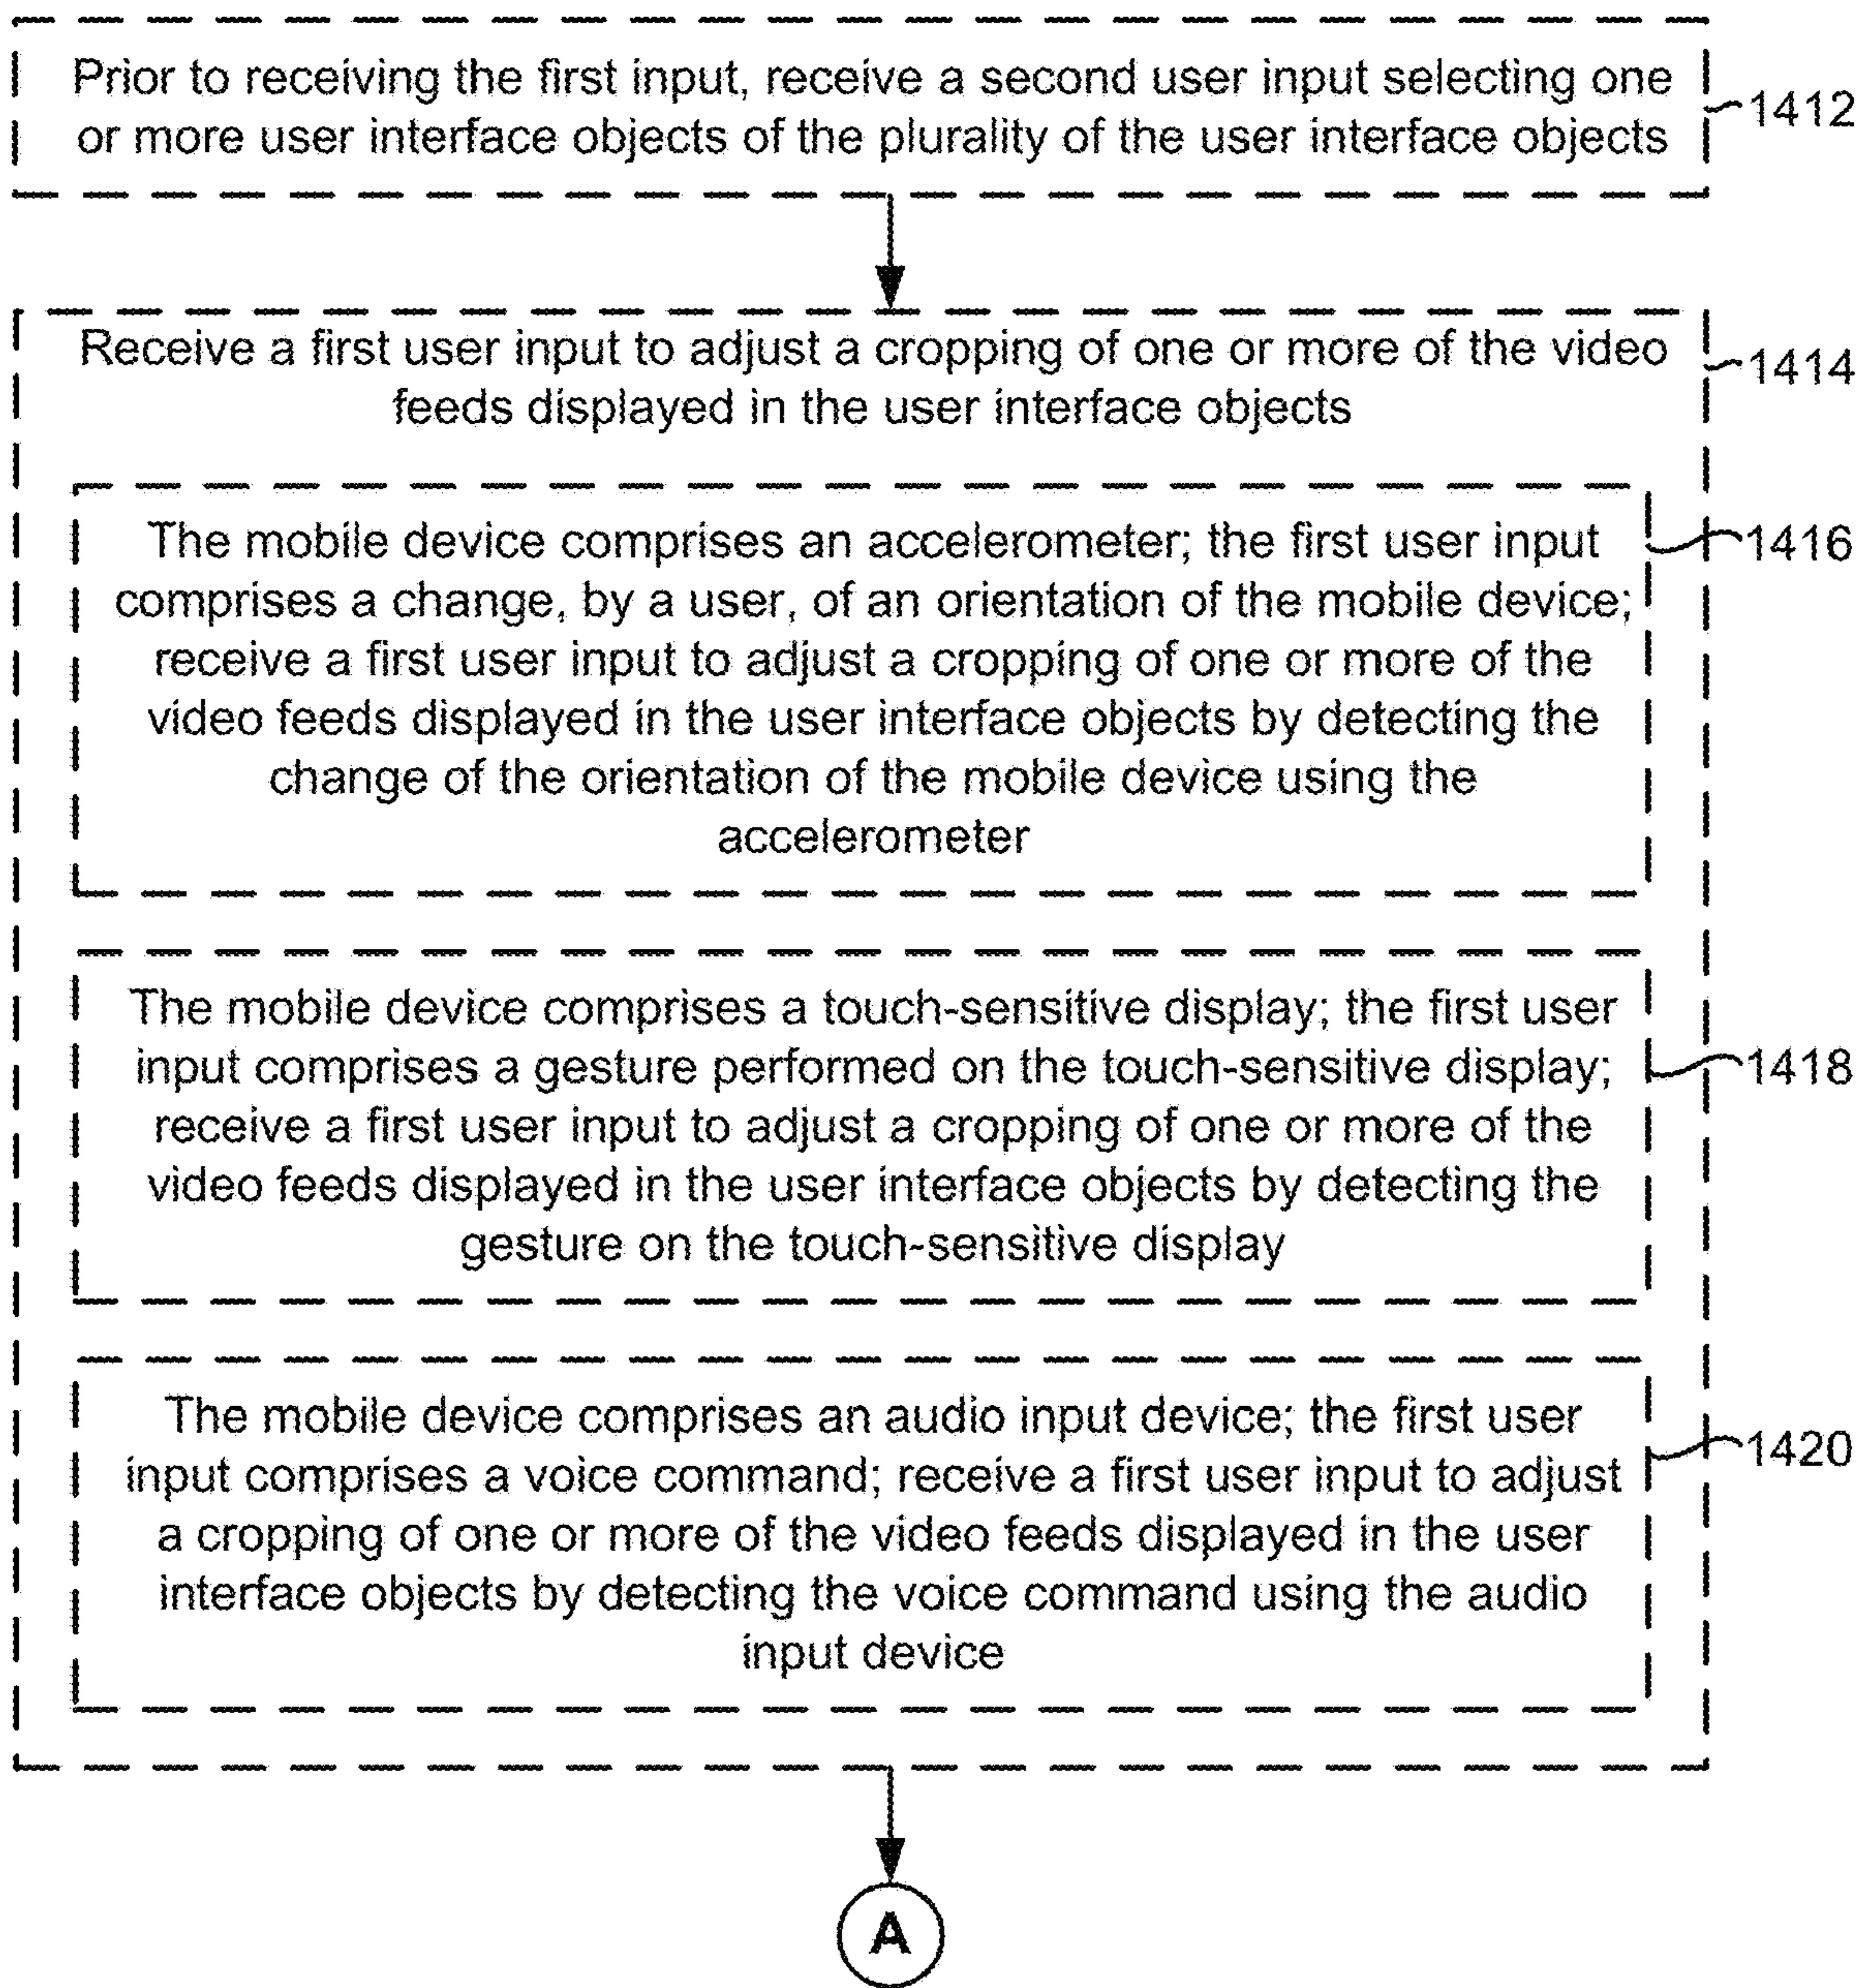 Prior to receiving the first input, receive a second user input selecting one
or more user interface objects of the plurality of the user interface objects
1412
Receive a first user input to adjust a cropping of one or more of the video
feeds displayed in the user interface objects
1414
The mobile device comprises an accelerometer; the first user input
comprises a change, by a user, of an orientation of the mobile device;
receive a first user input to adjust a cropping of one or more of the
video feeds displayed in the user interface objects by detecting the
change of the orientation of the mobile device using the
accelerometer
1416
The mobile device comprises a touch-sensitive display; the first user
input comprises a gesture performed on the touch-sensitive display;
receive a first user input to adjust a cropping of one or more of the
video feeds displayed in the user interface objects by detecting the
gesture on the touch-sensitive display
1418
The mobile device comprises an audio input device; the first user
input comprises a voice command; receive a first user input to adjust
a cropping of one or more of the video feeds displayed in the user
interface objects by detecting the voice command using the audio
input device
1420
A